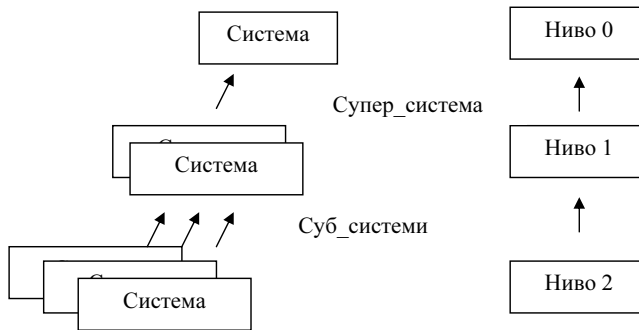 Система
Ниво 0
Супер_система
Система
Ниво 1
Суб_системи
Система
Ниво 2